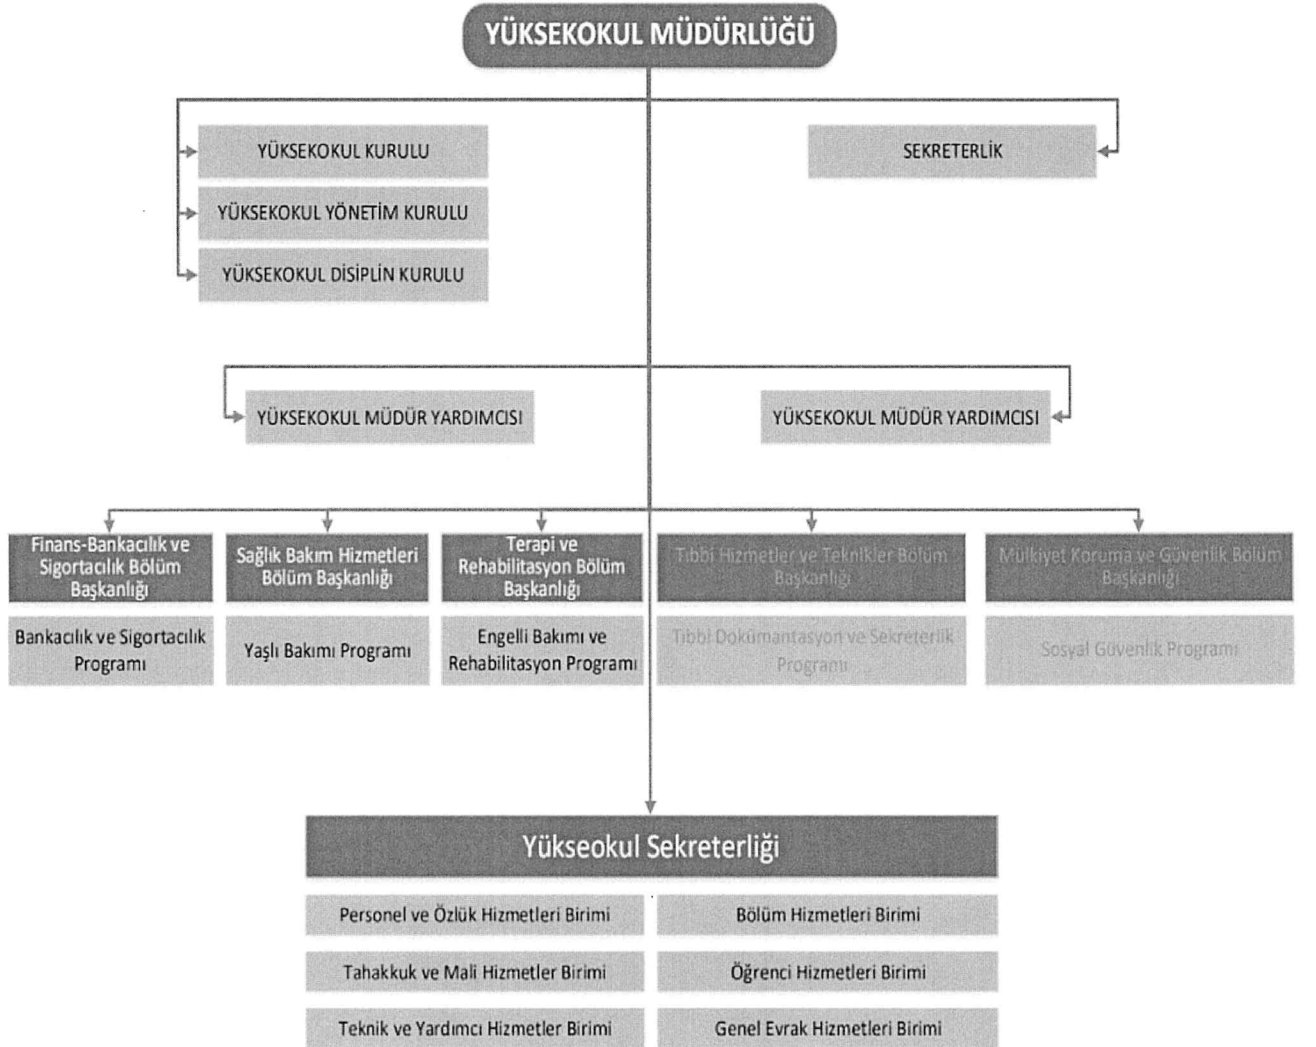 YÜKSEKOKUL MÜDÜRLÜĞÜ
YÜKSEKOKUL KURULU
SEKRETERLİK
YÜKSEKOKUL YÖNETİM KURULU
YÜKSEKOKUL DİSİPLİN KURULU
YÜKSEKOKUL MÜDÜR YARDIMCISI
YÜKSEKOKUL MÜDÜR YARDIMCISI
Finans-Bankacılık ve
Sigortacılık Bölüm
Başkanlığı
Sağlık Bakım Hizmetleri
Bölüm Başkanlığı
Terapi ve
Rehabilitasyon Bölüm
Başkanlığı
Tıbbi Hizmetler ve Teknikler Bölüm
Başkanlığı
Mülkiyet Koruma ve Güvenlik Bölüm
Başkanlığı
Bankacılık ve Sigortacılık
Programı
Yaşlı Bakımı Programı
Engelli Bakımı ve
Rehabilitasyon Programı
Tıbbi Dokümantasyon ve Sekreterlik
Programı
Sosyal Güvenlik Programı
Yükseokul Sekreterliği
Personel ve Özlük Hizmetleri Birimi
Bölüm Hizmetleri Birimi
Tahakkuk ve Mali Hizmetler Birimi
Öğrenci Hizmetleri Birimi
Teknik ve Yardımcı Hizmetler Birimi
Genel Evrak Hizmetleri Birimi